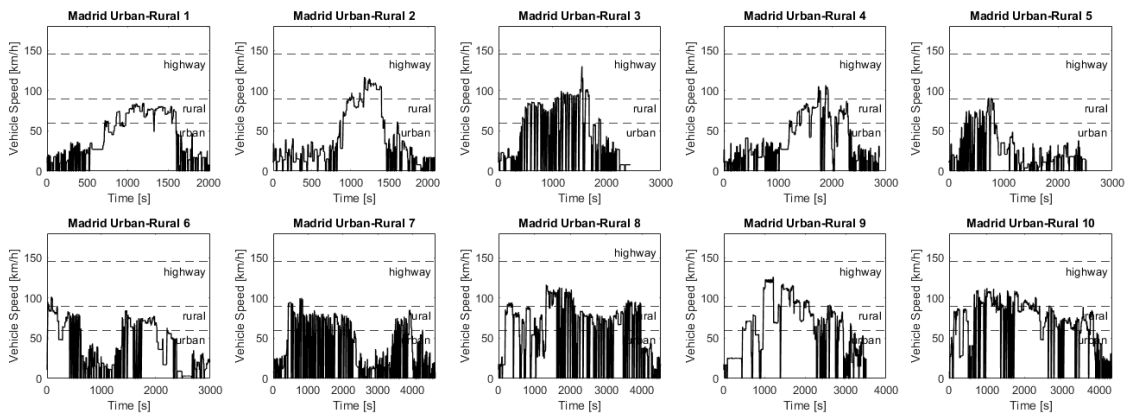 Madrid Urban-Rural 1
Vehicle Speed [km/h]
150
100
50
0
highway
rural
urban
0 500 1000 1500 2000
Time [s]
Madrid Urban-Rural 2
Vehicle Speed [km/h]
150
100
50
0
highway
rural
urban
0 500 1000 1500 2000
Time [s]
Madrid Urban-Rural 3
Vehicle Speed [km/h]
150
100
50
0
highway
rural
urban
0 1000 2000 3000
Time [s]
Madrid Urban-Rural 4
Vehicle Speed [km/h]
150
100
50
0
highway
rural
urban
0 1000 2000 3000
Time [s]
Madrid Urban-Rural 5
Vehicle Speed [km/h]
150
100
50
0
highway
rural
urban
0 1000 2000 3000
Time [s]
Madrid Urban-Rural 6
Vehicle Speed [km/h]
150
100
50
0
highway
rural
urban
0 1000 2000 3000
Time [s]
Madrid Urban-Rural 7
Vehicle Speed [km/h]
150
100
50
0
highway
rural
urban
0 2000 4000
Time [s]
Madrid Urban-Rural 8
Vehicle Speed [km/h]
150
100
50
0
highway
rural
urban
0 2000 4000
Time [s]
Madrid Urban-Rural 9
Vehicle Speed [km/h]
150
100
50
0
highway
rural
urban
0 1000 2000 3000 4000
Time [s]
Madrid Urban-Rural 10
Vehicle Speed [km/h]
150
100
50
0
highway
rural
urban
0 1000 2000 3000 4000
Time [s]